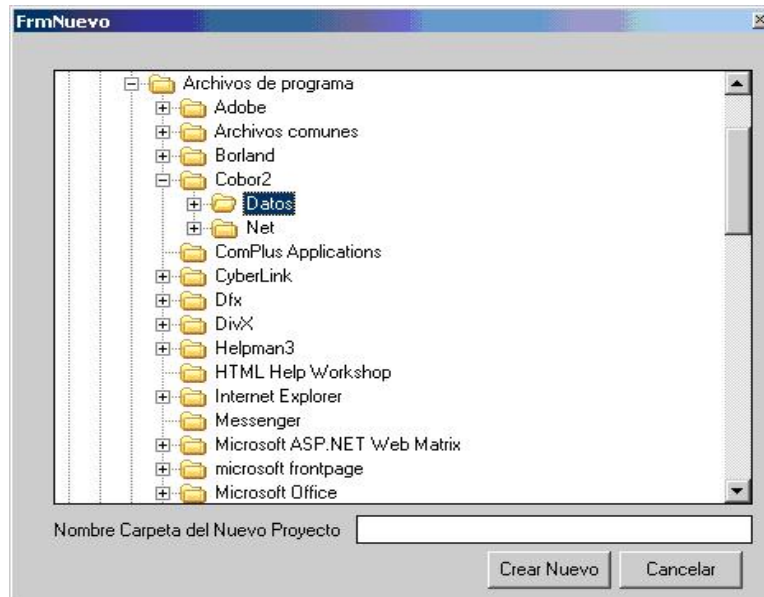 FrmNuevo
Archivos de programa
Adobe
Archivos comunes
Borland
Cobor2
Datos
Net
ComPlus Applications
CyberLink
Dfx
DivX
Helpman3
HTML Help Workshop
Internet Explorer
Messenger
Microsoft ASP.NET Web Matrix
microsoft frontpage
Microsoft Office
Nombre Carpeta del Nuevo Proyecto
Crear Nuevo Cancelar